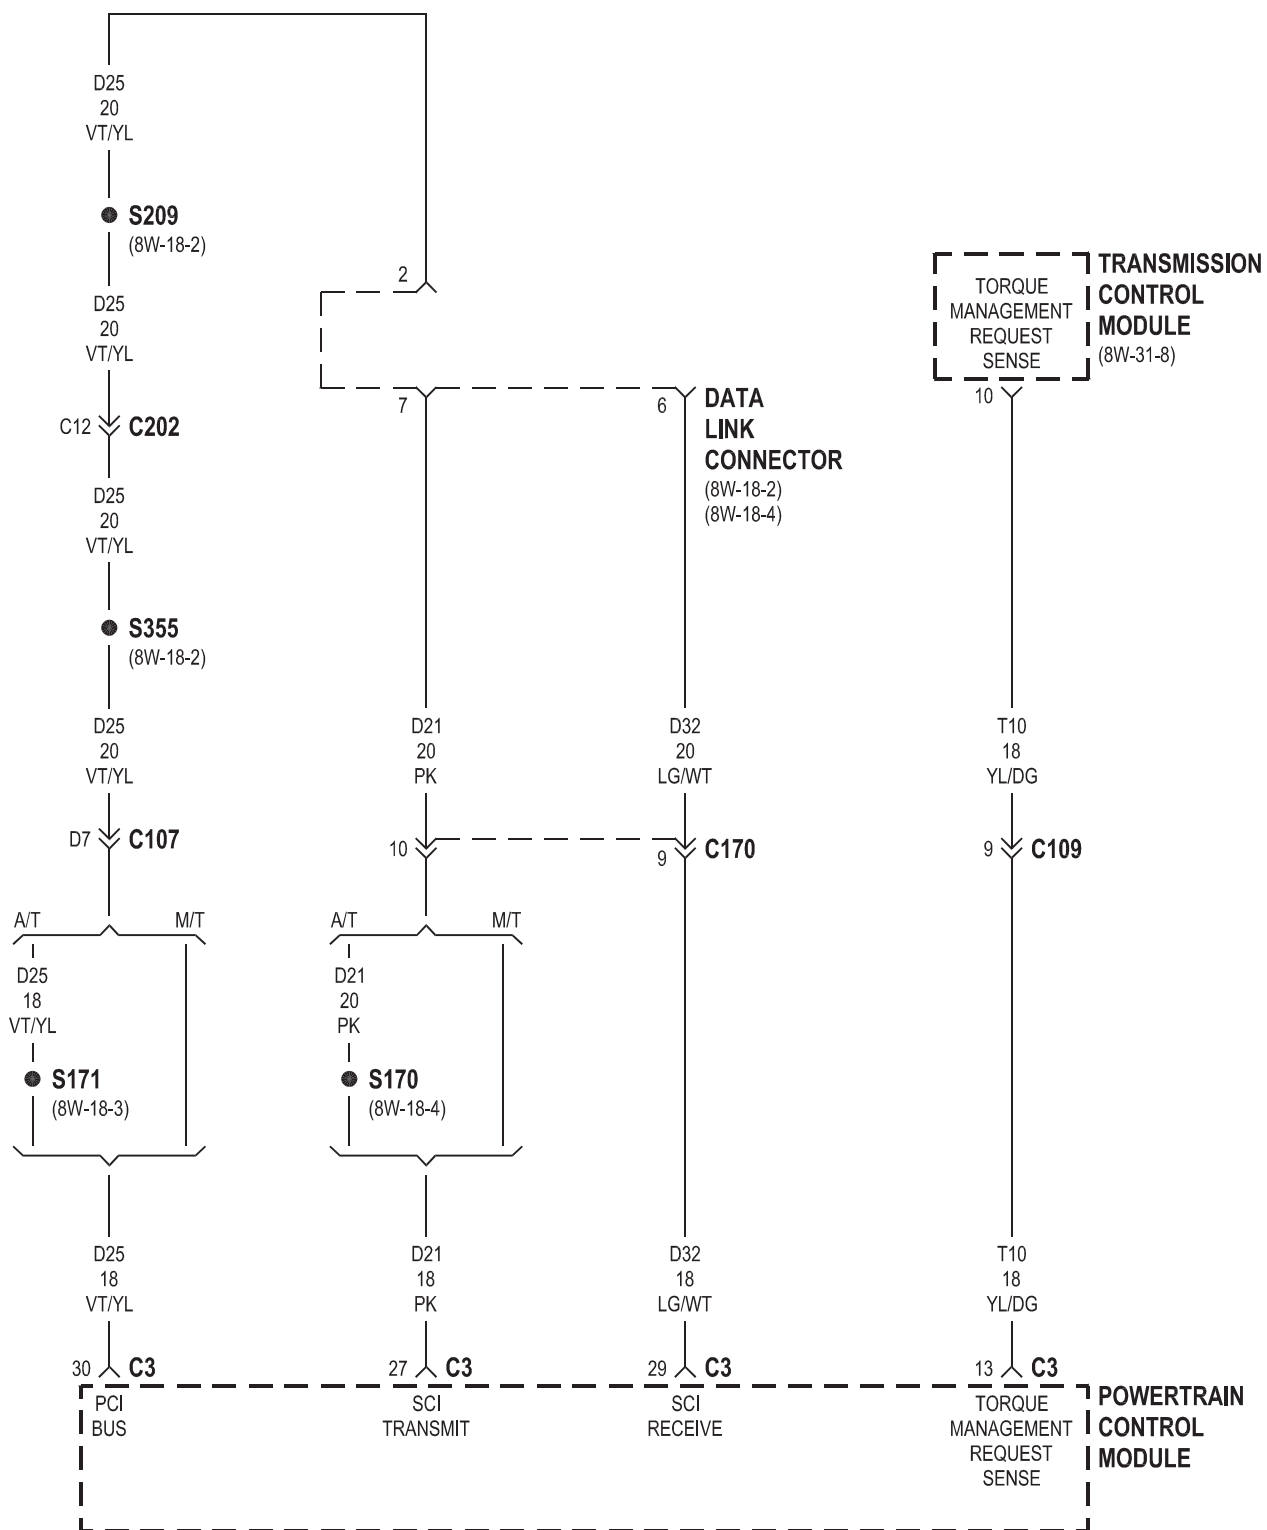 D25
20
VT/YL
S209
(8W-18-2)
D25
20
VT/YL
C12
C202
D25
20
VT/YL
S355
(8W-18-2)
D25
20
VT/YL
D7
C107
A/T
M/T
D25
18
VT/YL
S171
(8W-18-3)
D25
18
VT/YL
30
C3
PCI
BUS
2
7
6
DATA
LINK
CONNECTOR
(8W-18-2)
(8W-18-4)
D21
20
PK
10
A/T
M/T
D21
20
PK
S170
(8W-18-4)
D21
18
PK
27
C3
SCI
TRANSMIT
D32
20
LG/WT
9
C170
D32
18
LG/WT
29
C3
SCI
RECEIVE
TORQUE
MANAGEMENT
REQUEST
SENSE
TRANSMISSION
CONTROL
MODULE
(8W-31-8)
10
T10
18
YL/DG
9
C109
T10
18
YL/DG
13
C3
TORQUE
MANAGEMENT
REQUEST
SENSE
POWERTRAIN
CONTROL
MODULE